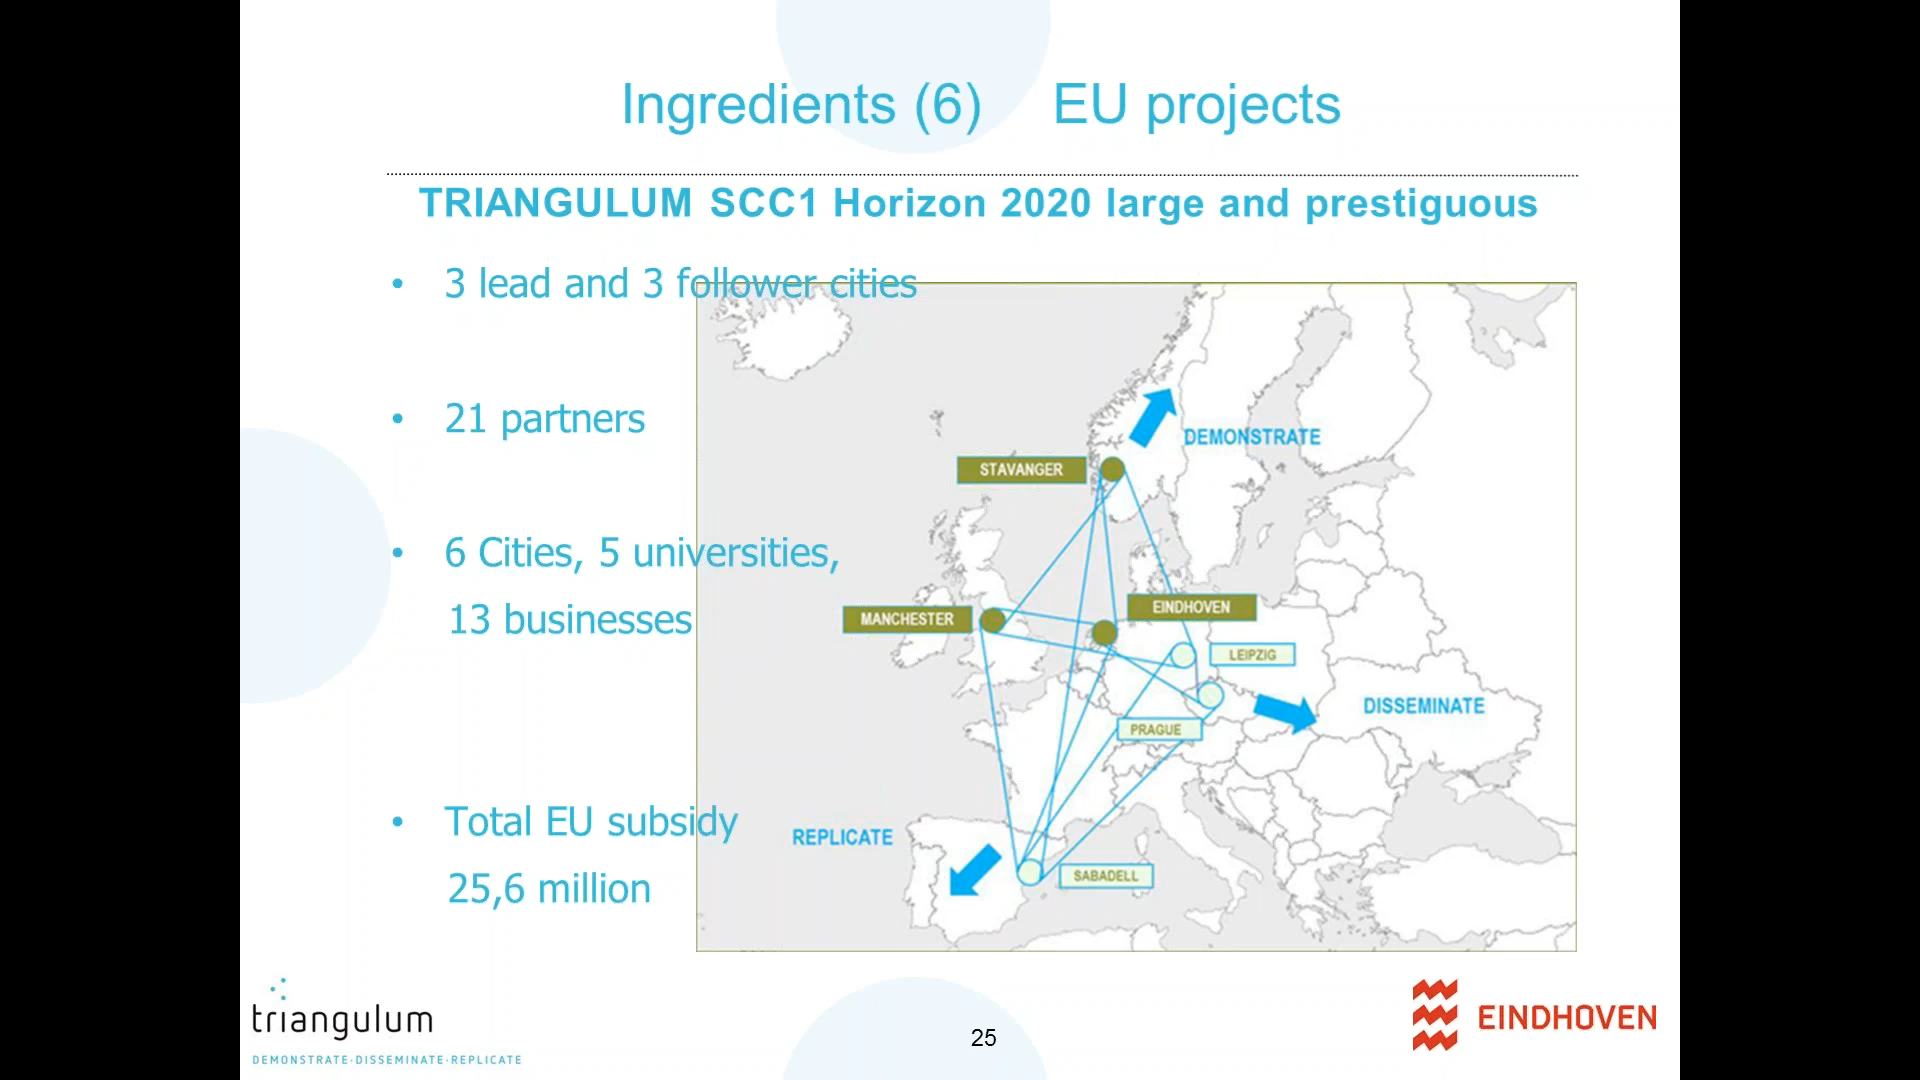 Ingredients (6) EU projects
TRIANGULUM SCC1 Horizon 2020 large and prestiguous
• 3 lead and 3 follower cities
• 21 partners
• 6 Cities, 5 universities,
13 businesses
• Total EU subsidy
25,6 million
DEMONSTRATE
STAVANGER
MANCHESTER
EINDHOVEN
LEIPZIG
DISSEMINATE
PRAGUE
REPLICATE
SABADELL
triangulum
DEMONSTRATE·DISSEMINATE·REPLICATE
25
EINDHOVEN